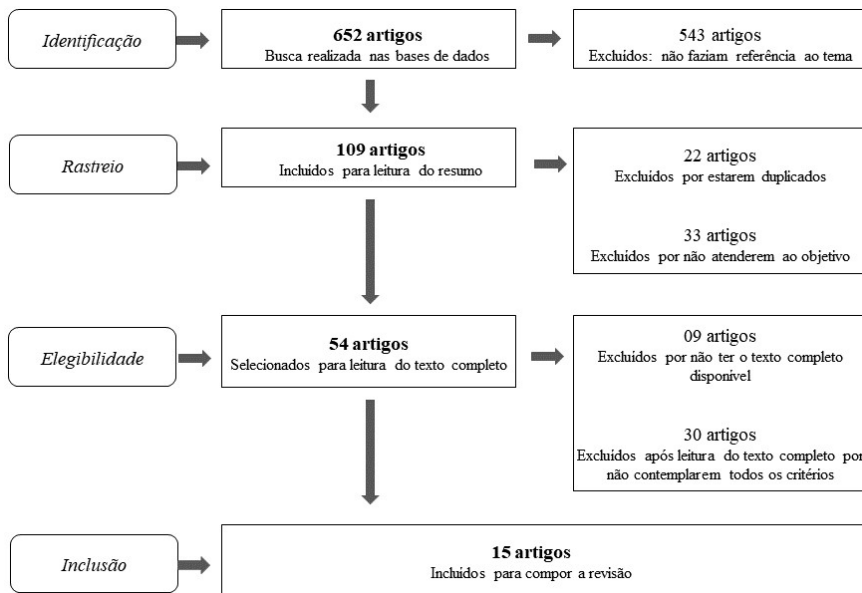 Identificação
652 artigos
Busca realizada nas bases de dados
543 artigos
Excluídos: não faziam referência ao tema
Rastreio
109 artigos
Incluidos para leitura do resumo
22 artigos
Excluídos por estarem duplicados
33 artigos
Excluídos por não atenderem ao objetivo
Elegibilidade
54 artigos
Selecionados para leitura do texto completo
09 artigos
Excluídos por não ter o texto completo
disponivel
30 artigos
Excluídos após leitura do texto completo por
não contemplarem todos os critérios
Inclusão
15 artigos
Incluidos para compor a revisão